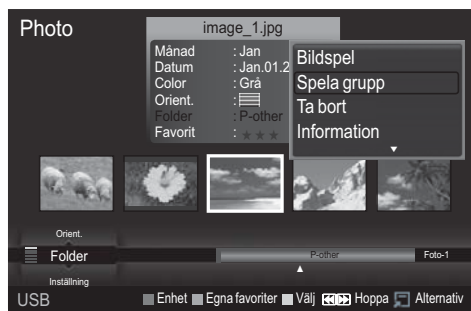 Photo
image_1.jpg
Månad : Jan
Datum : Jan.01.2
Color : Grå
Orient. :
Folder : P-other
Favorit : ★★★
Bildspel
Spela grupp
Ta bort
Information
Orient.
Folder
P-other
Foto-1
Inställning
USB
Enhet
Egna favoriter
Välj
Hoppa
Alternativ